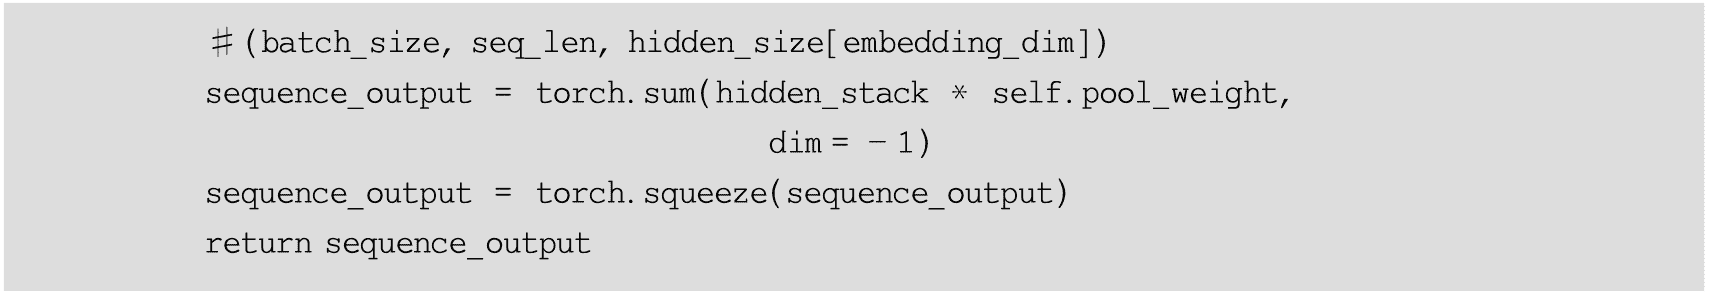 # (batch_size, seq_len, hidden_size[embedding_dim])
sequence_output = torch.sum(hidden_stack * self.pool_weight,
dim = -1)
sequence_output = torch.squeeze(sequence_output)
return sequence_output